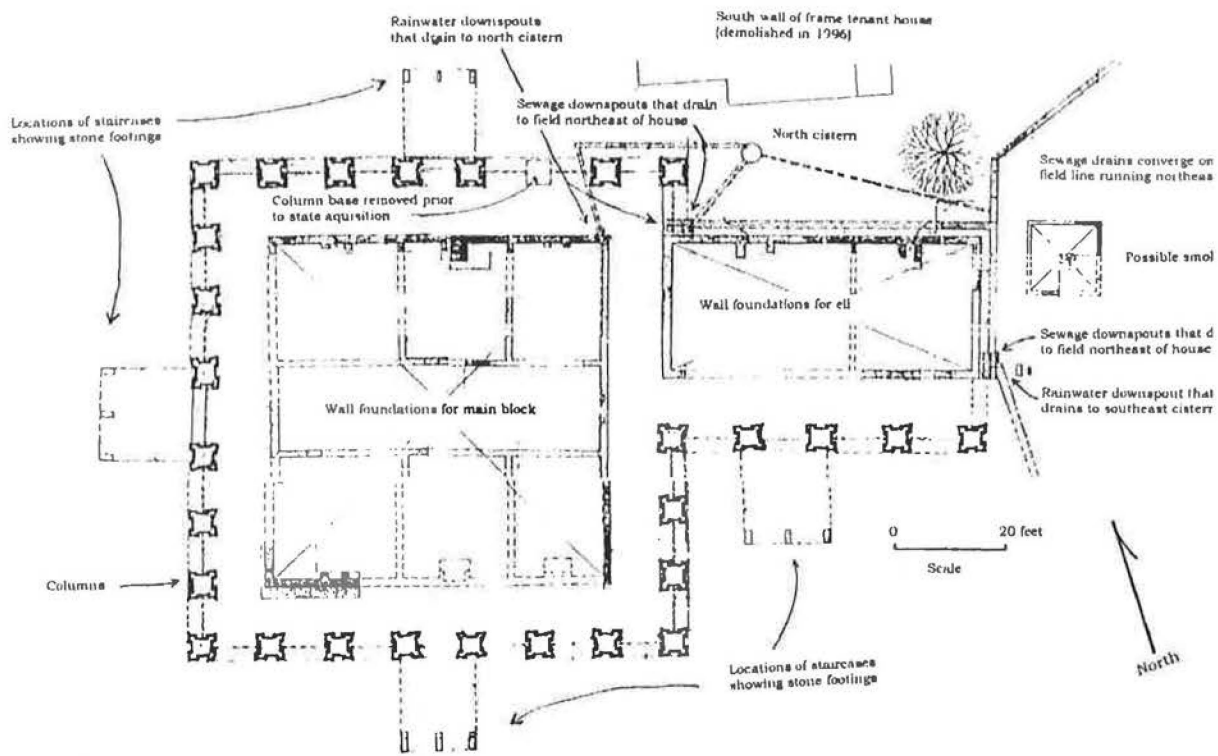 Rainwater downspouts
that drain to north cistern
South wall of frame tenant house
(demolished in 1996)
Locations of staircases
showing stone footings
Sewage downspouts that drain
to field northeast of house
North cistern
Sewage drains converge on
field line running northeas
Column base removed prior
to state aquisition
Possible smol
Wall foundations for ell
Sewage downspouts that d
to field northeast of house
Rainwater downspout that
drains to southeast cistern
Wall foundations for main block
0 20 feet
Scale
Columns
Locations of staircases
showing stone footings
North